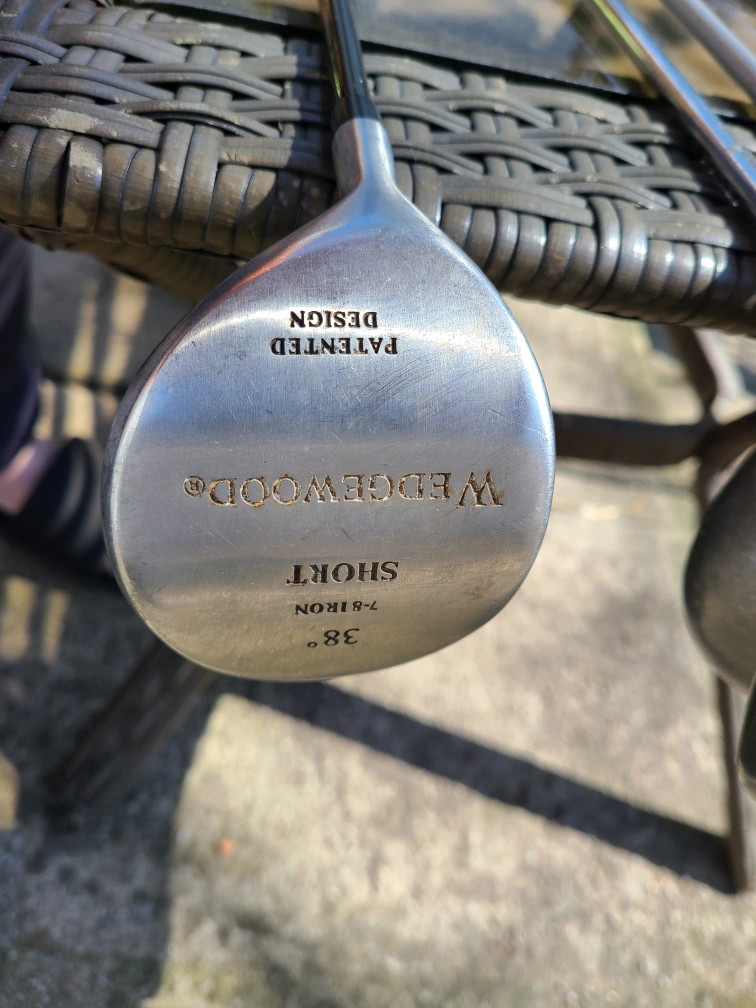 38°
7-8 IRON
SHORT
WEDGEWOOD®
PATENTED
DESIGN